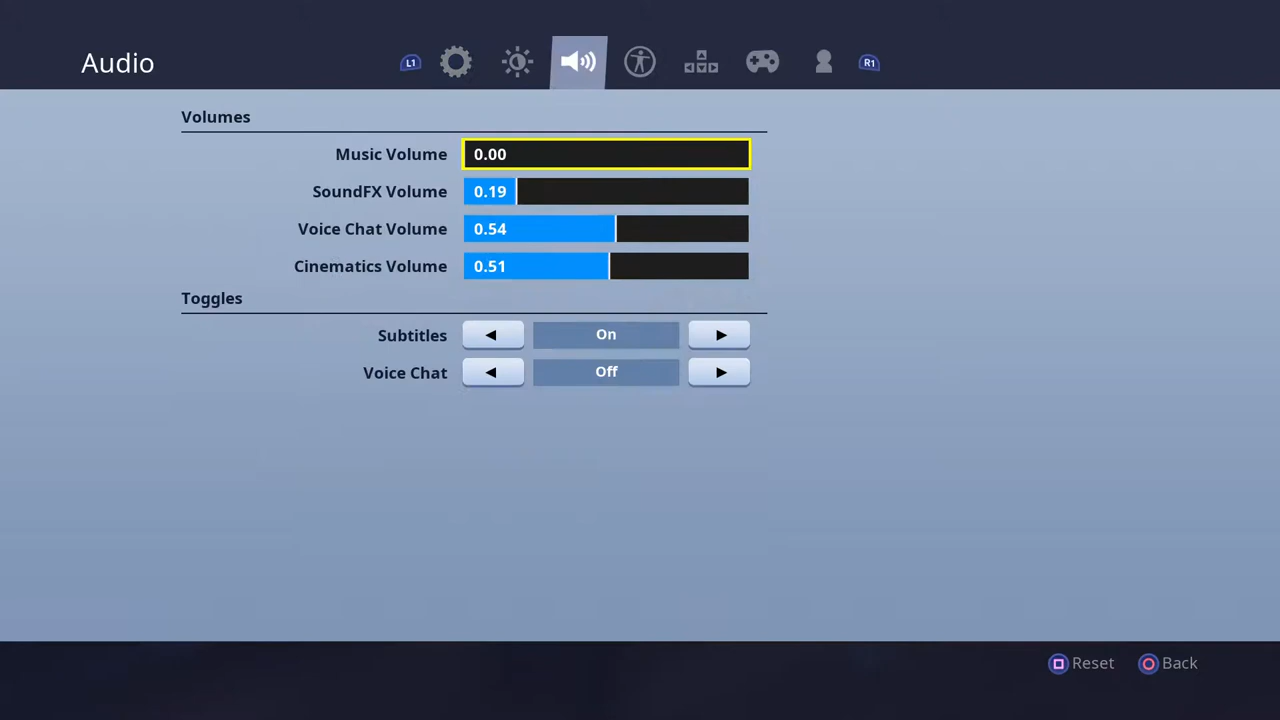 Audio
L1
R1
Volumes
Music Volume 0.00
SoundFX Volume 0.19
Voice Chat Volume 0.54
Cinematics Volume 0.51
Toggles
Subtitles On
Voice Chat Off
Reset Back